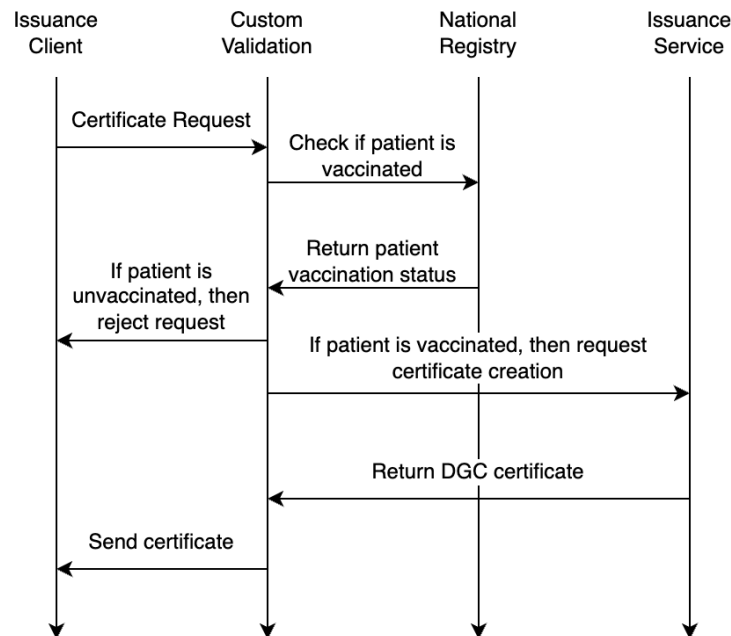 Issuance
Client
Custom
Validation
National
Registry
Issuance
Service
Certificate Request
Check if patient is
vaccinated
Return patient
vaccination status
If patient is
unvaccinated, then
reject request
If patient is vaccinated, then request
certificate creation
Return DGC certificate
Send certificate